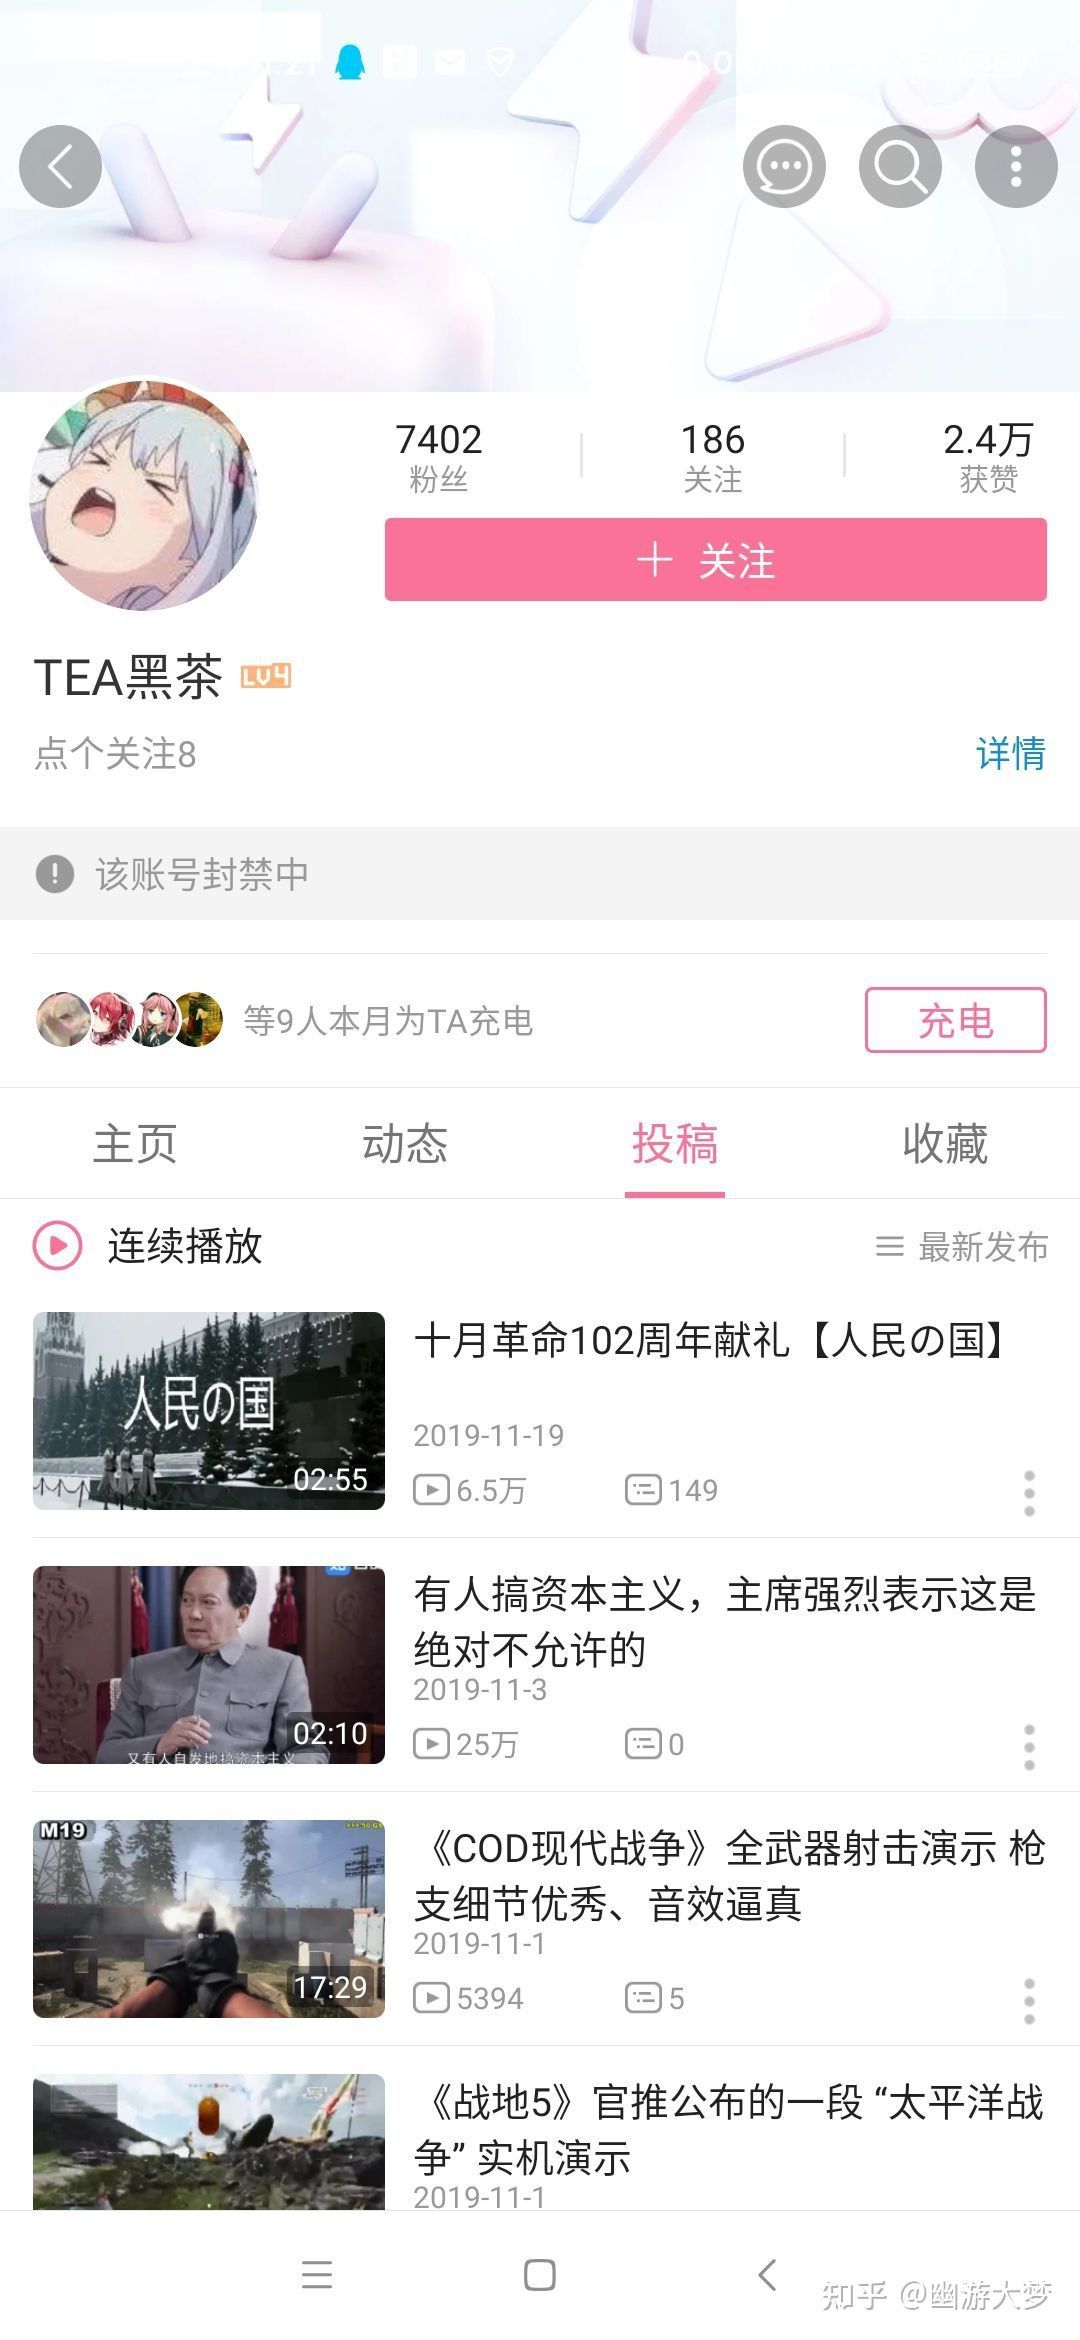 7402
186
2.4万
粉丝
关注
获赞
关注
TEA黑茶
LV4
点个关注8
详情
该账号封禁中
等9人本月为TA充电
充电
主页
动态
投稿
收藏
连续播放
最新发布
人民の国
02:55
十月革命102周年献礼【人民の国】
2019-11-19
6.5万
149
又有人自发地搞资本主义
02:10
有人搞资本主义，主席强烈表示这是
绝对不允许的
2019-11-3
25万
0
M19
17:29
《COD现代战争》全武器射击演示 枪
支细节优秀、音效逼真
2019-11-1
5394
5
《战地5》官推公布的一段 “太平洋战
争” 实机演示
2019-11-1
知乎 @幽游大梦